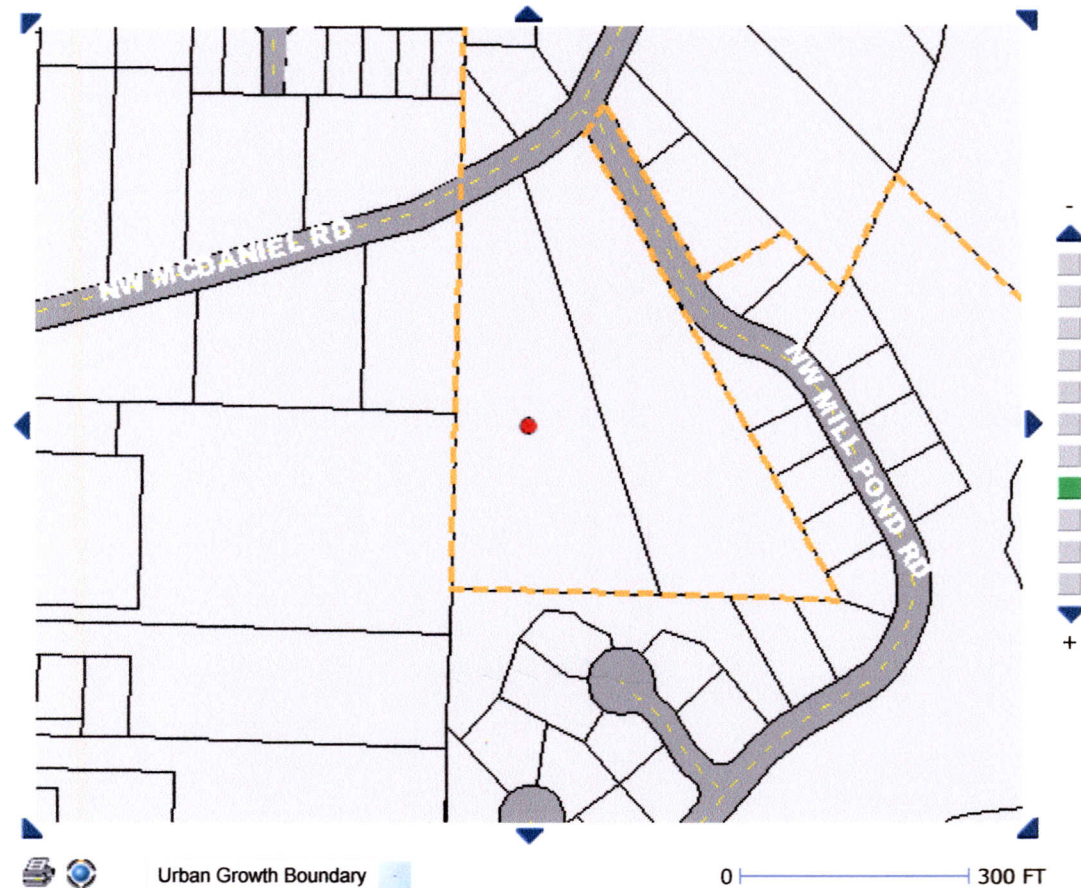 NW MCDANIEL RD
NW MILL POND RD
-
+
Urban Growth Boundary
0 300 FT